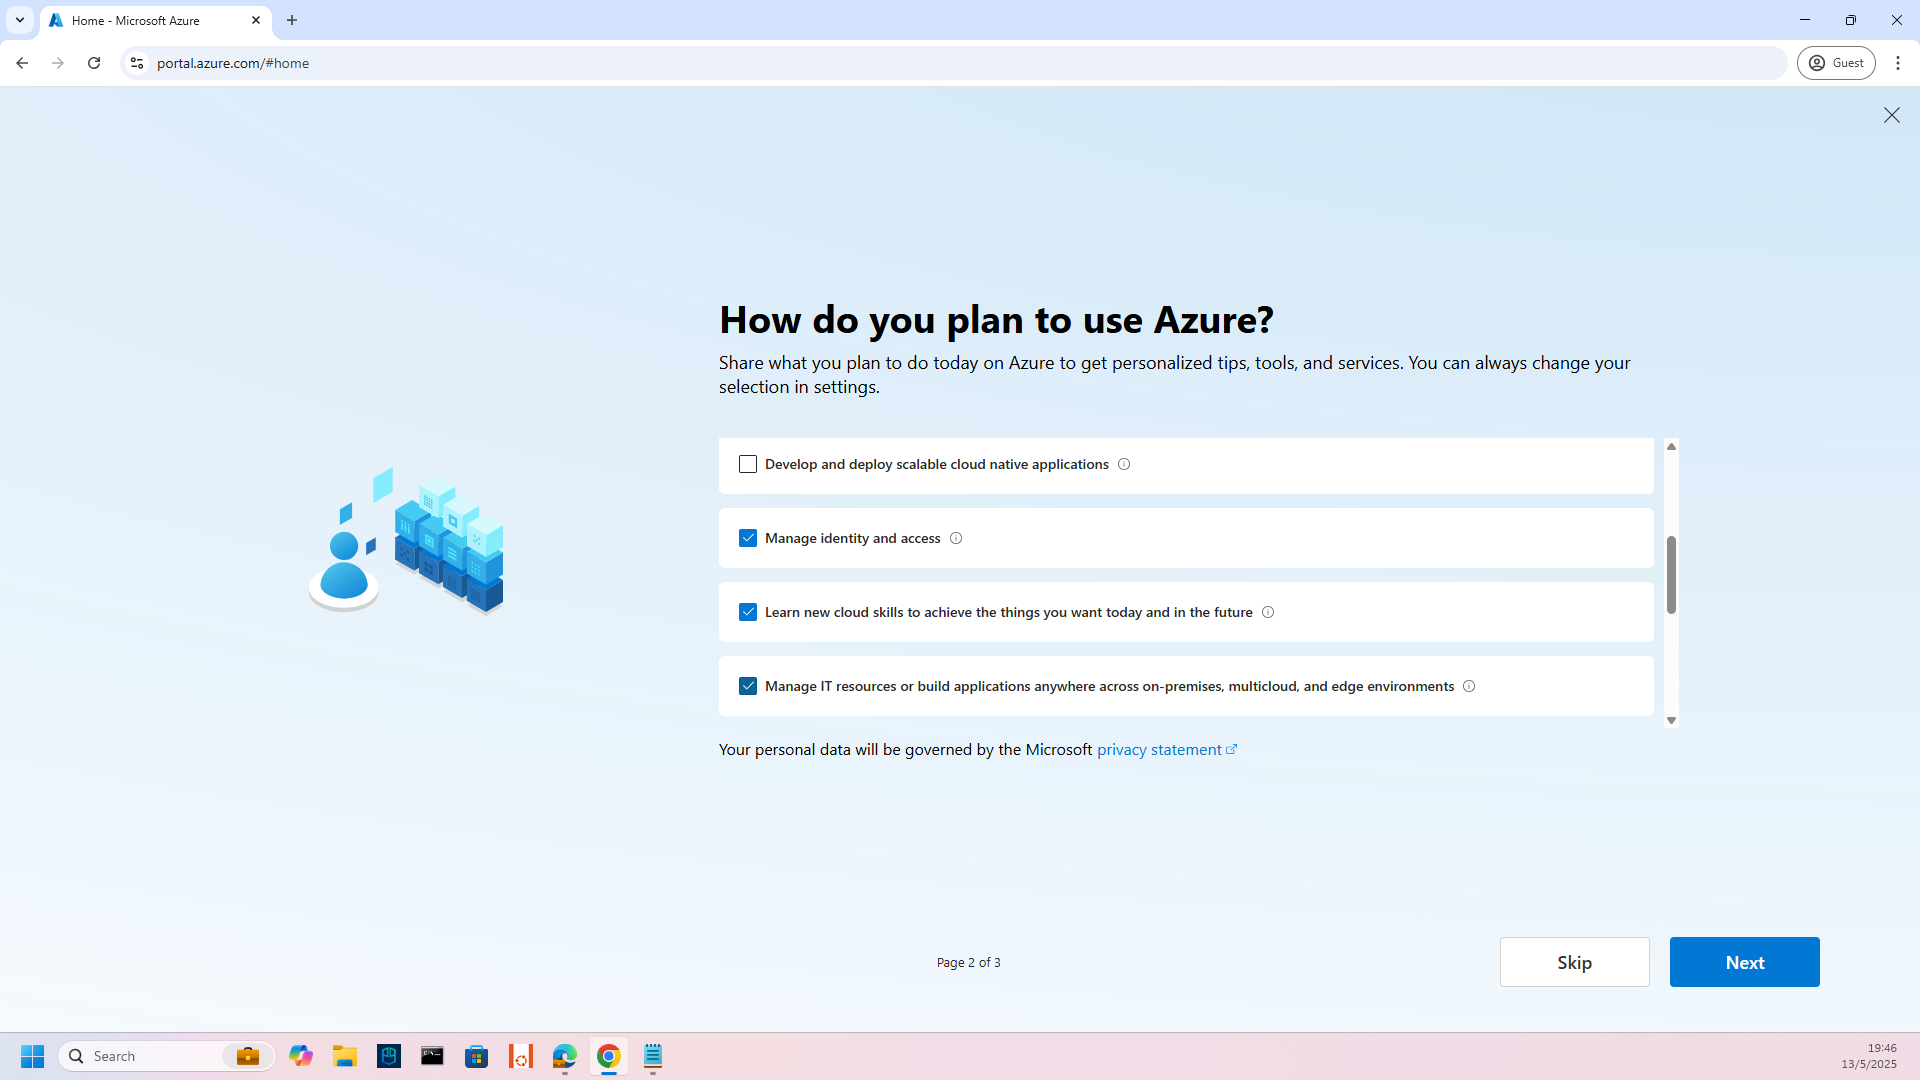 Home - Microsoft Azure
portal.azure.com/#home
Guest
How do you plan to use Azure?
Share what you plan to do today on Azure to get personalized tips, tools, and services. You can always change your
selection in settings.
Develop and deploy scalable cloud native applications
Manage identity and access
Learn new cloud skills to achieve the things you want today and in the future
Manage IT resources or build applications anywhere across on-premises, multicloud, and edge environments
Your personal data will be governed by the Microsoft privacy statement
Page 2 of 3
Skip
Next
Search
19:46
13/5/2025